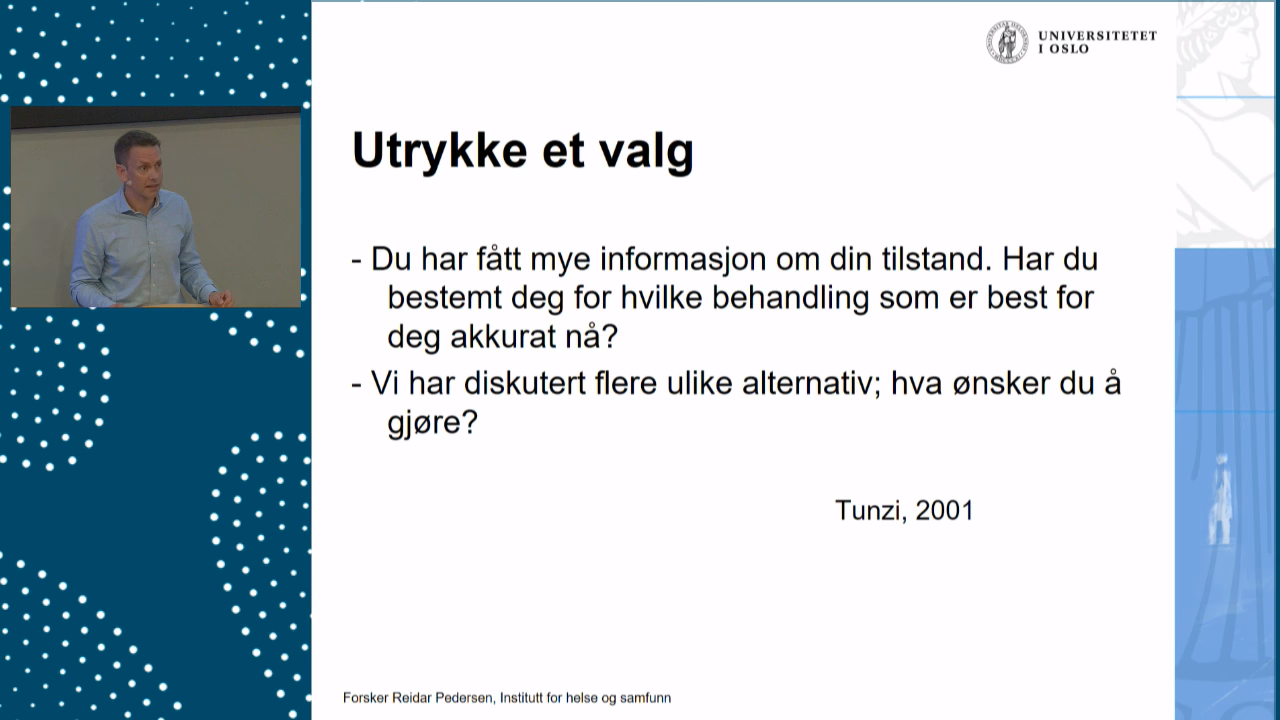 UNIVERSITETET
I OSLO
Utrykke et valg
- Du har fått mye informasjon om din tilstand. Har du
bestemt deg for hvilke behandling som er best for
deg akkurat nå?
- Vi har diskutert flere ulike alternativ; hva ønsker du å
gjøre?
Tunzi, 2001
Forsker Reidar Pedersen, Institutt for helse og samfunn